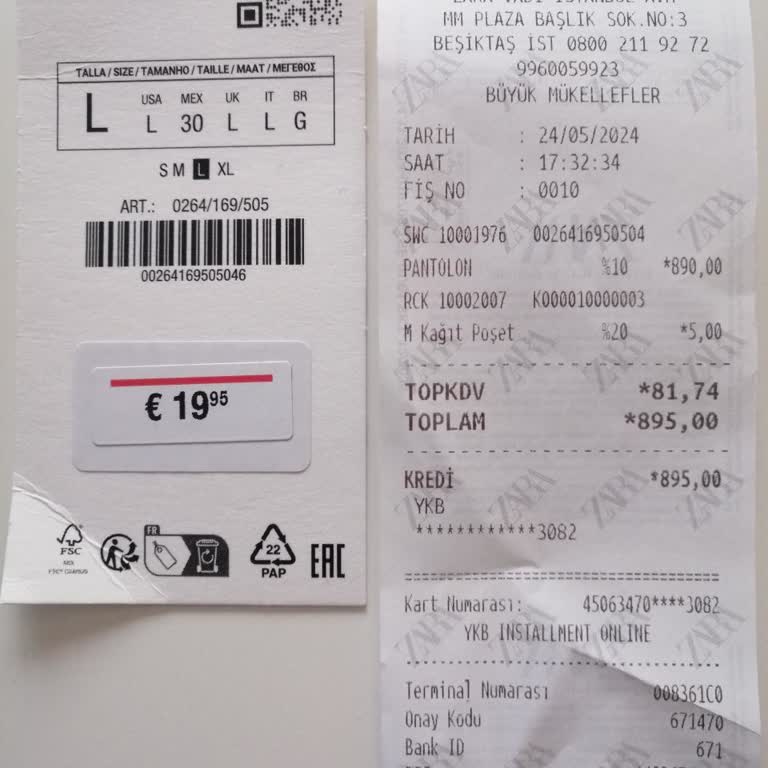 TALLA / SIZE / TAMANHO / TAILLE / MAAT / ΜΕΓΕΘΟΣ
USA MEX UK IT BR
L L 30 L L G
S M L XL
ART.: 0264/169/505
00264169505046
€ 19⁹⁵
FSC
MIX
FR
22
PAP
EAC
MM PLAZA BAŞLIK SOK.NO:3
BEŞİKTAŞ İST 0800 211 92 72
9960059923
BÜYÜK MÜKELLEFLER
TARİH : 24/05/2024
SAAT : 17:32:34
FİŞ NO : 0010
SWC 10001976 0026416950504
PANTOLON %10 *890,00
RCK 10002007 K000010000003
M Kağıt Poşet %20 *5,00
TOPKDV *81,74
TOPLAM *895,00
KREDİ *895,00
YKB
************3082
Kart Numarası: 45063470****3082
YKB INSTALLMENT ONLINE
Terminal Numarası 008361C0
Onay Kodu 671470
Bank ID 671